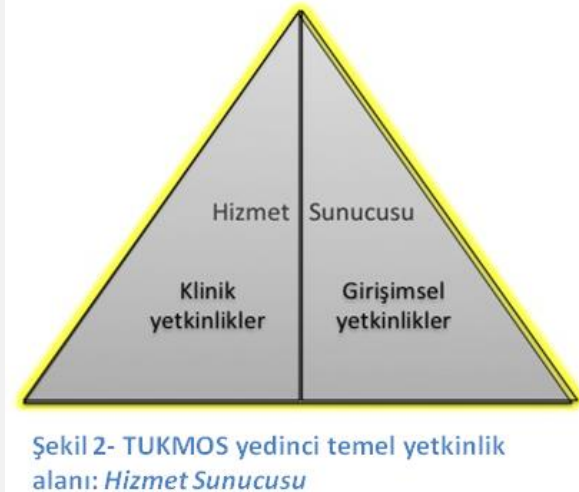 Hizmet Sunucusu
Klinik Girişimsel
yetkinlikler yetkinlikler
Şekil 2- TUKMOS yedinci temel yetkinlik
alanı: Hizmet Sunucusu